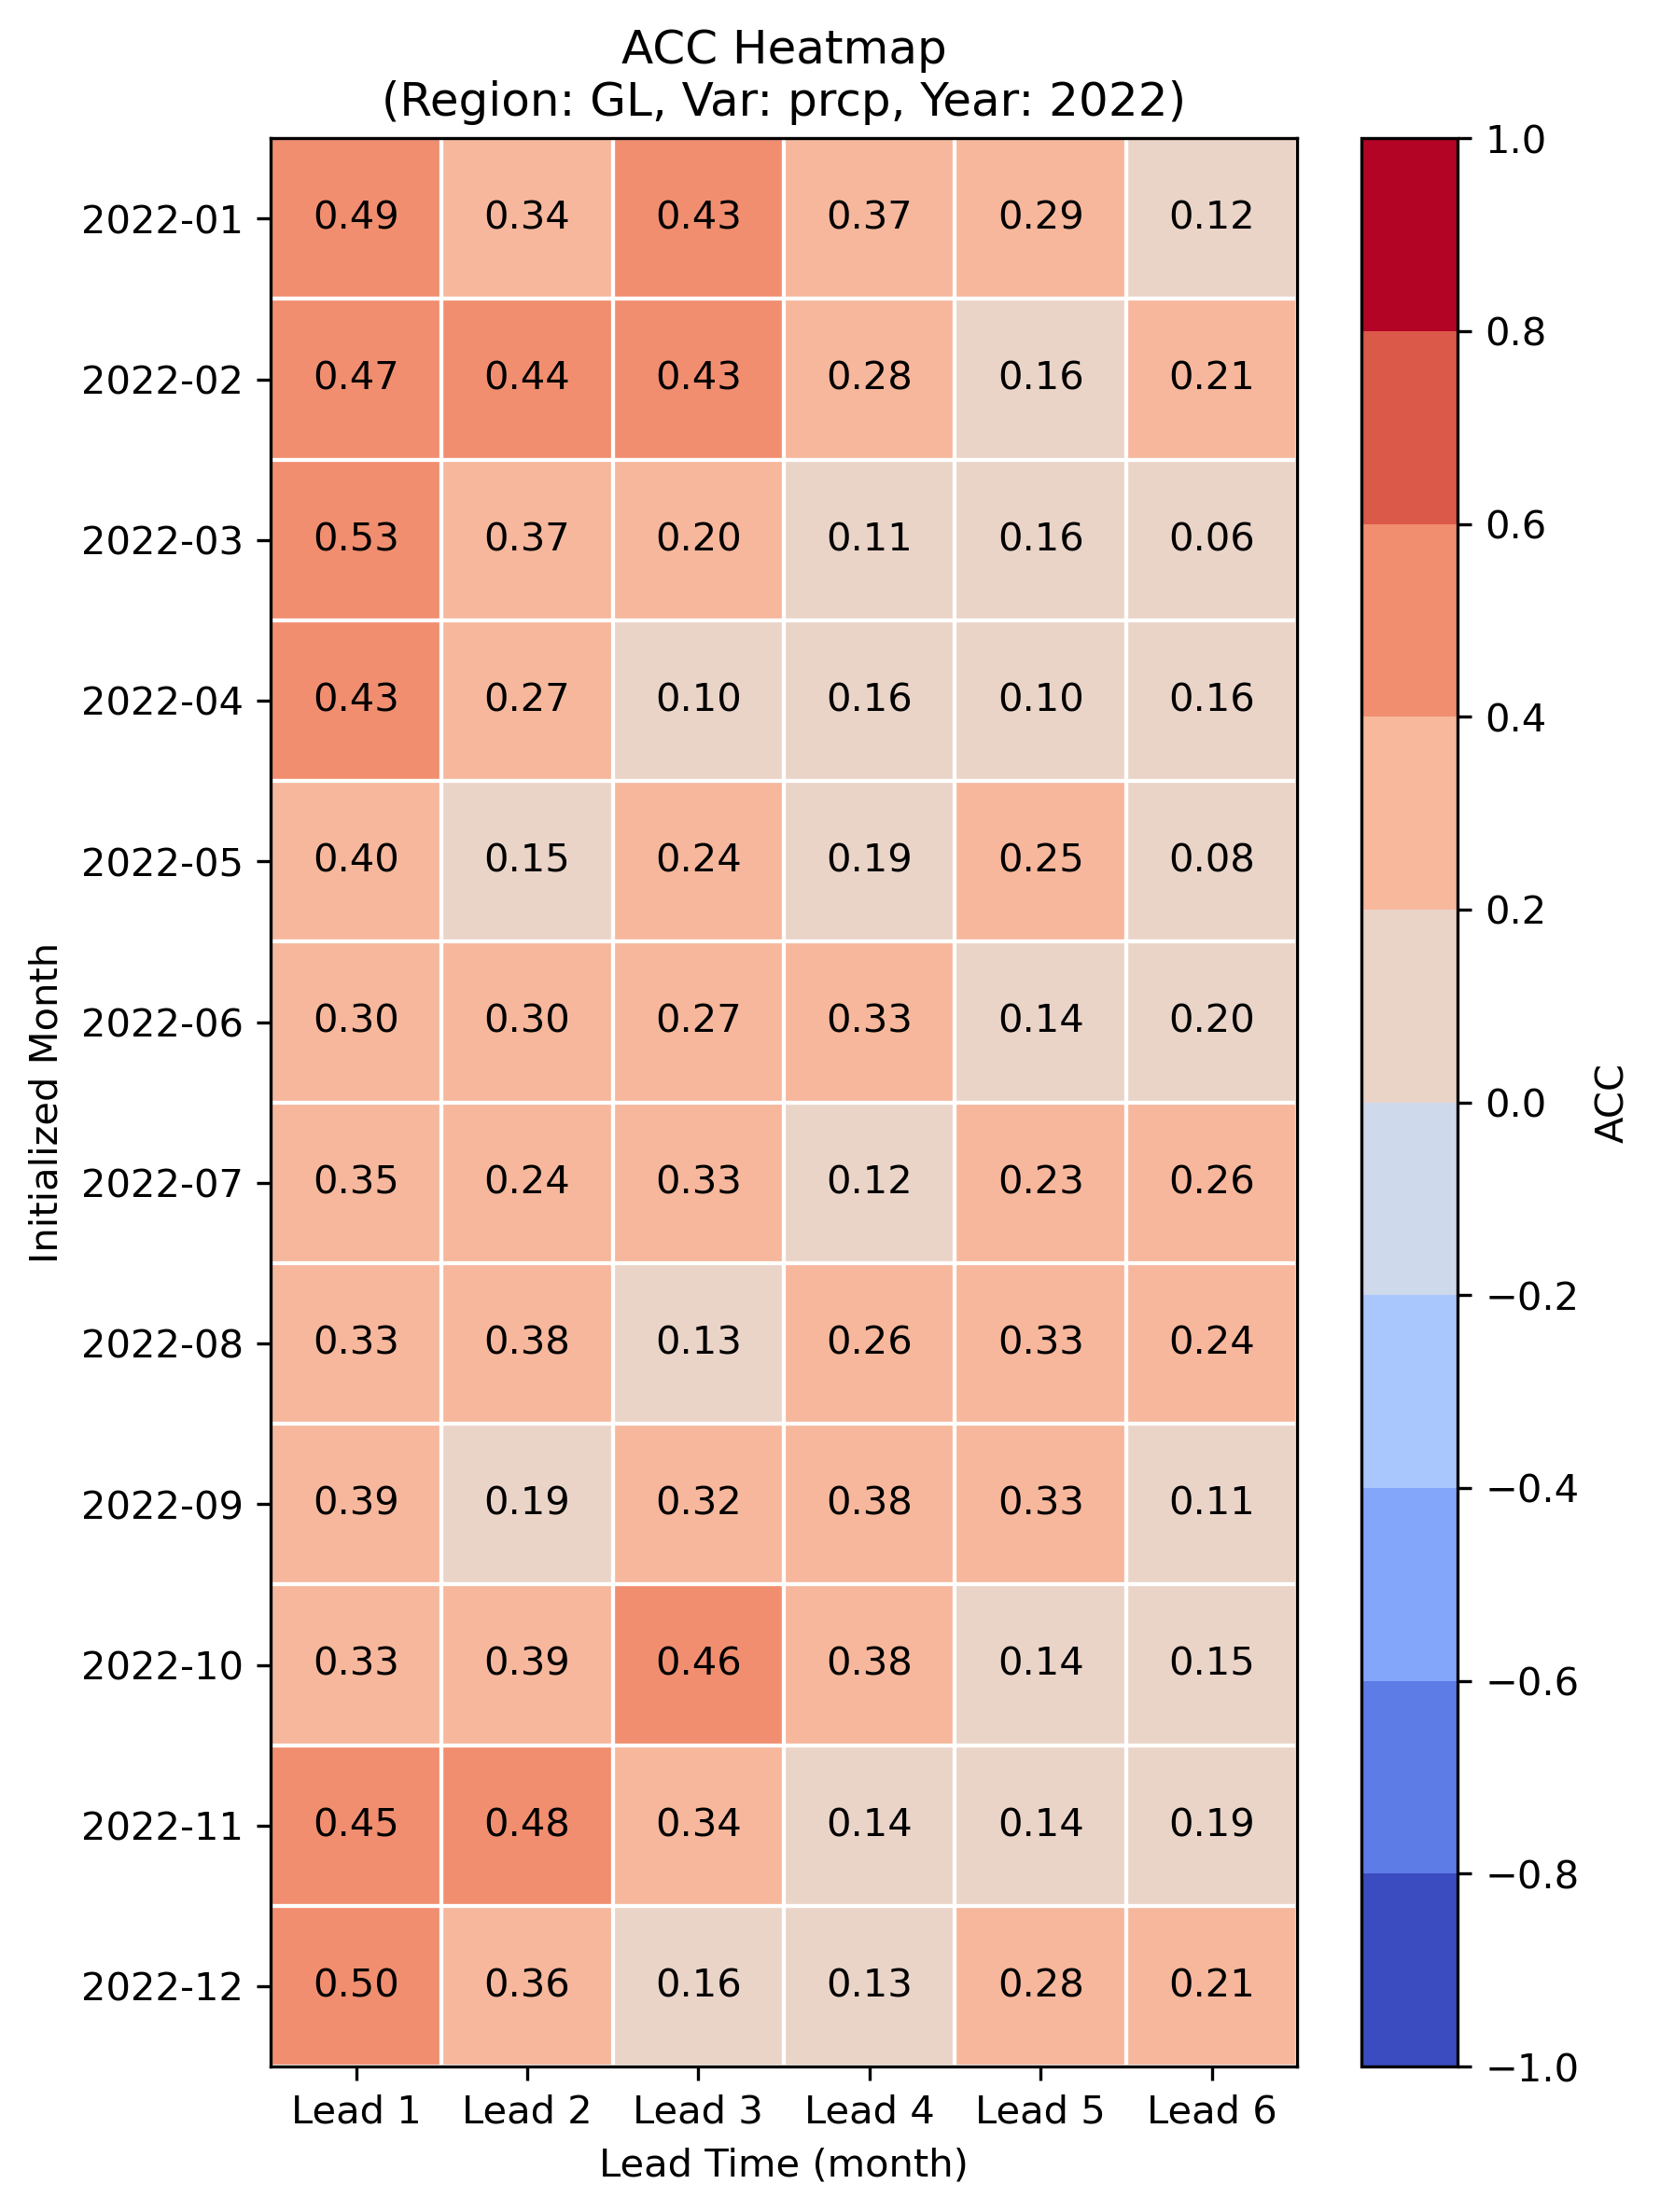 ACC Heatmap
(Region: GL, Var: prcp, Year: 2022)
Initialized Month
2022-01 0.49 0.34 0.43 0.37 0.29 0.12
2022-02 0.47 0.44 0.43 0.28 0.16 0.21
2022-03 0.53 0.37 0.20 0.11 0.16 0.06
2022-04 0.43 0.27 0.10 0.16 0.10 0.16
2022-05 0.40 0.15 0.24 0.19 0.25 0.08
2022-06 0.30 0.30 0.27 0.33 0.14 0.20
2022-07 0.35 0.24 0.33 0.12 0.23 0.26
2022-08 0.33 0.38 0.13 0.26 0.33 0.24
2022-09 0.39 0.19 0.32 0.38 0.33 0.11
2022-10 0.33 0.39 0.46 0.38 0.14 0.15
2022-11 0.45 0.48 0.34 0.14 0.14 0.19
2022-12 0.50 0.36 0.16 0.13 0.28 0.21
Lead 1 Lead 2 Lead 3 Lead 4 Lead 5 Lead 6
Lead Time (month)
1.0
0.8
0.6
0.4
0.2
0.0
−0.2
−0.4
−0.6
−0.8
−1.0
ACC